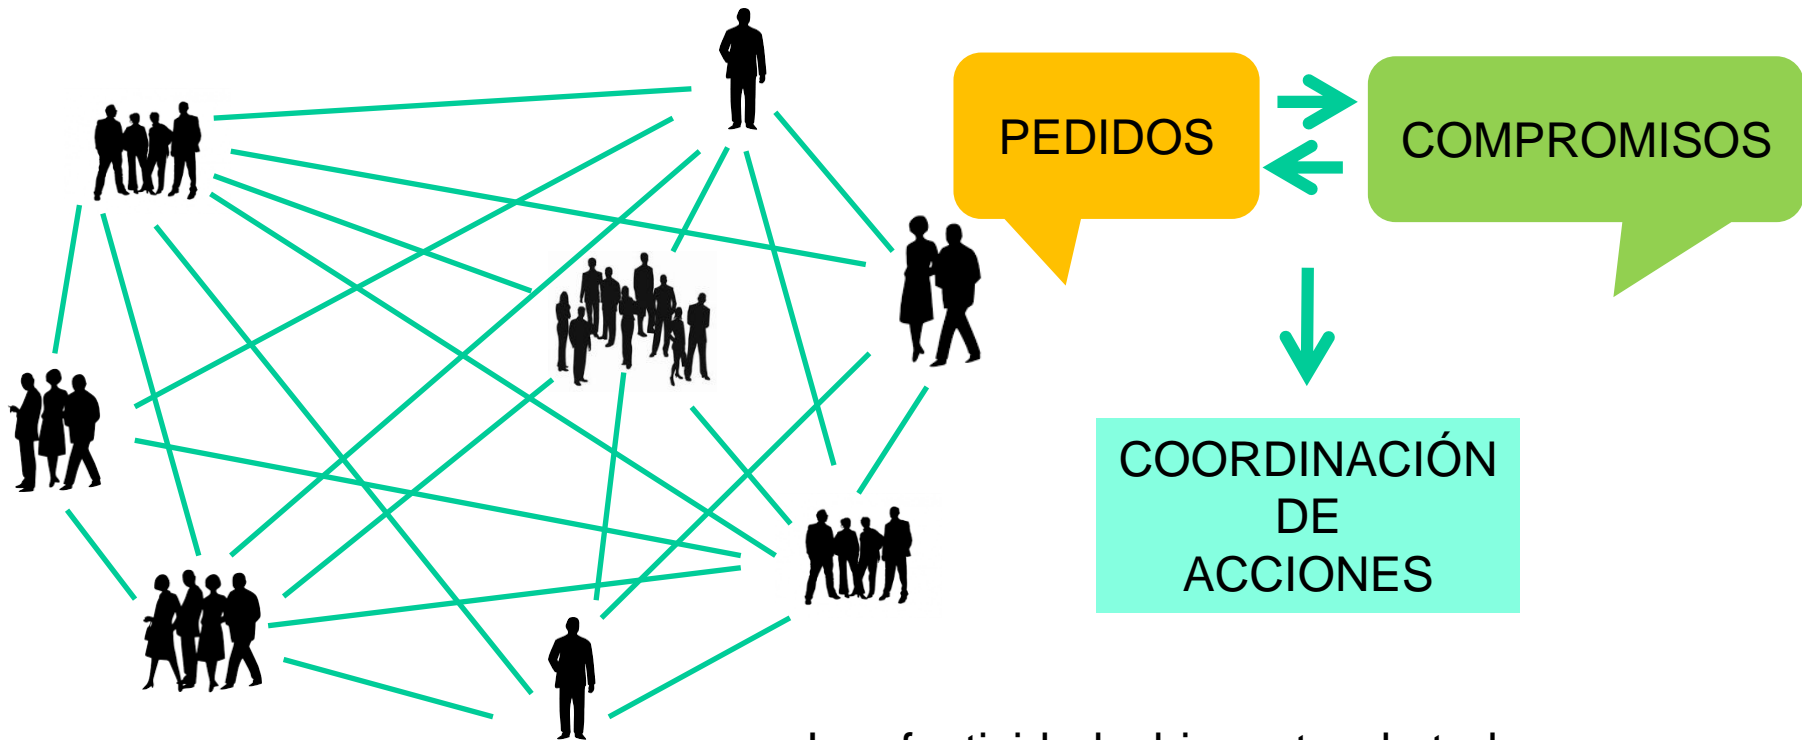 PEDIDOS
COMPROMISOS
COORDINACIÓN
DE
ACCIONES